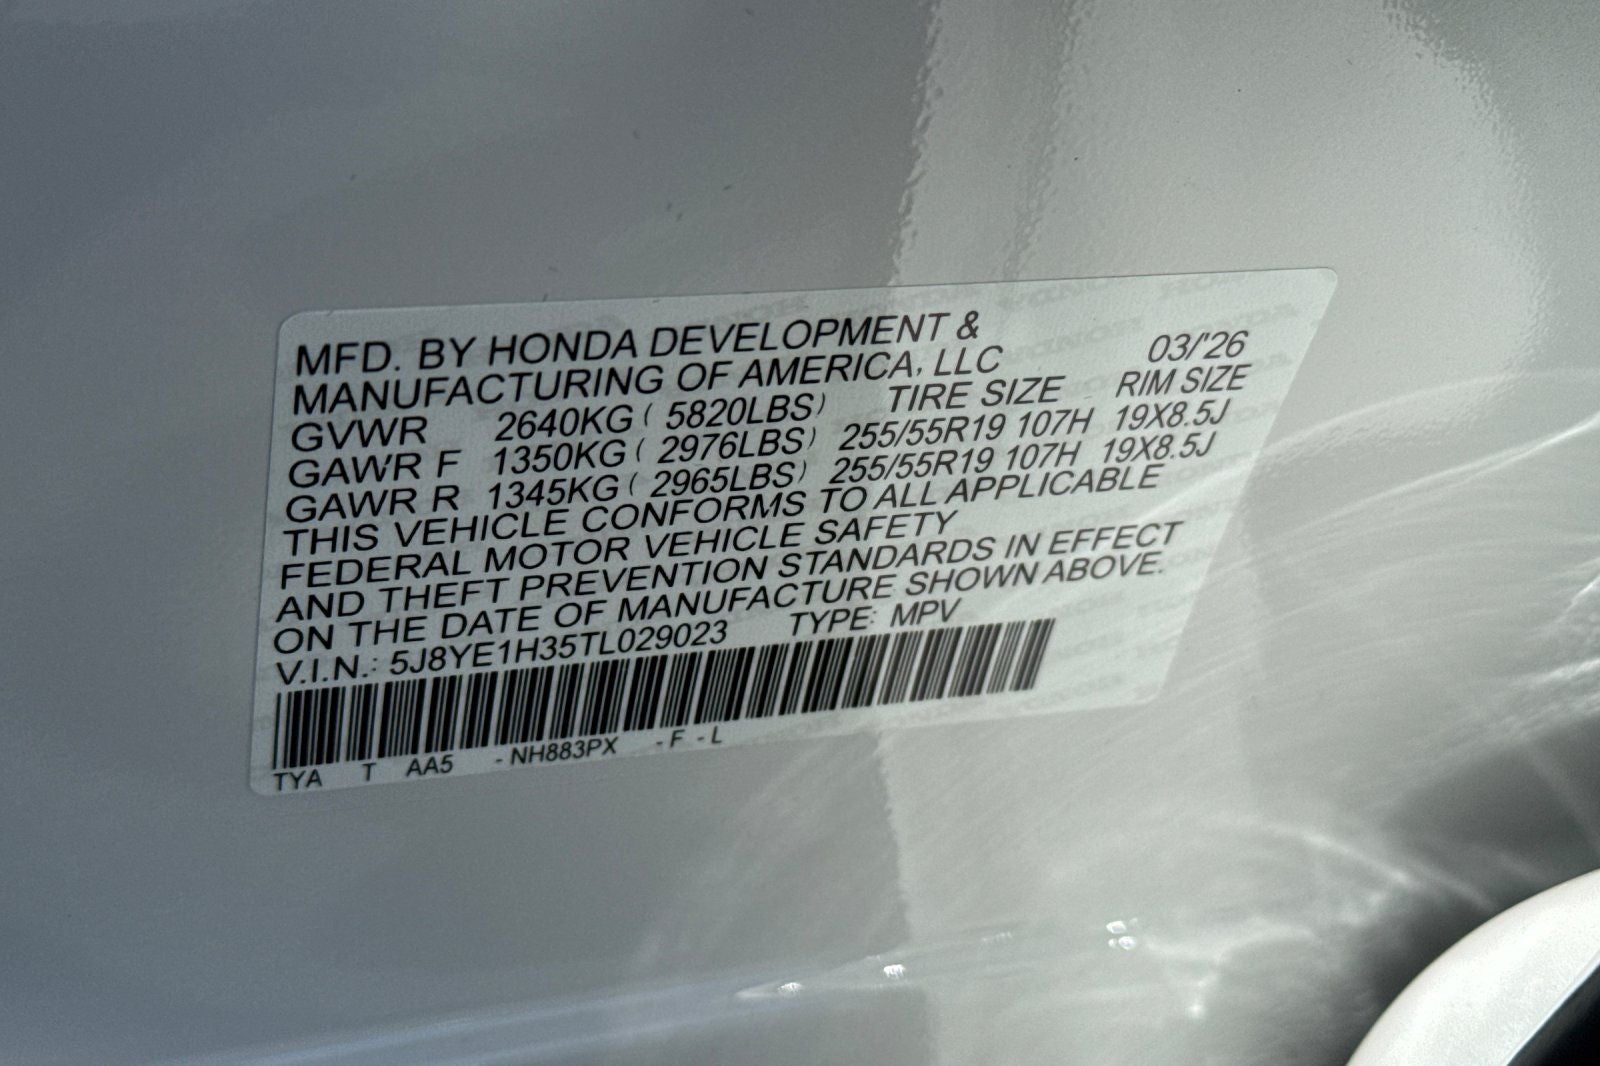 MFD. BY HONDA DEVELOPMENT &
MANUFACTURING OF AMERICA, LLC 03/'26
GVWR 2640KG ( 5820LBS) TIRE SIZE RIM SIZE
GAWR F 1350KG ( 2976LBS) 255/55R19 107H 19X8.5J
GAWR R 1345KG ( 2965LBS) 255/55R19 107H 19X8.5J
THIS VEHICLE CONFORMS TO ALL APPLICABLE
FEDERAL MOTOR VEHICLE SAFETY
AND THEFT PREVENTION STANDARDS IN EFFECT
ON THE DATE OF MANUFACTURE SHOWN ABOVE.
V.I.N.: 5J8YE1H35TL029023 TYPE: MPV
TYA T AA5 - NH883PX - F - L